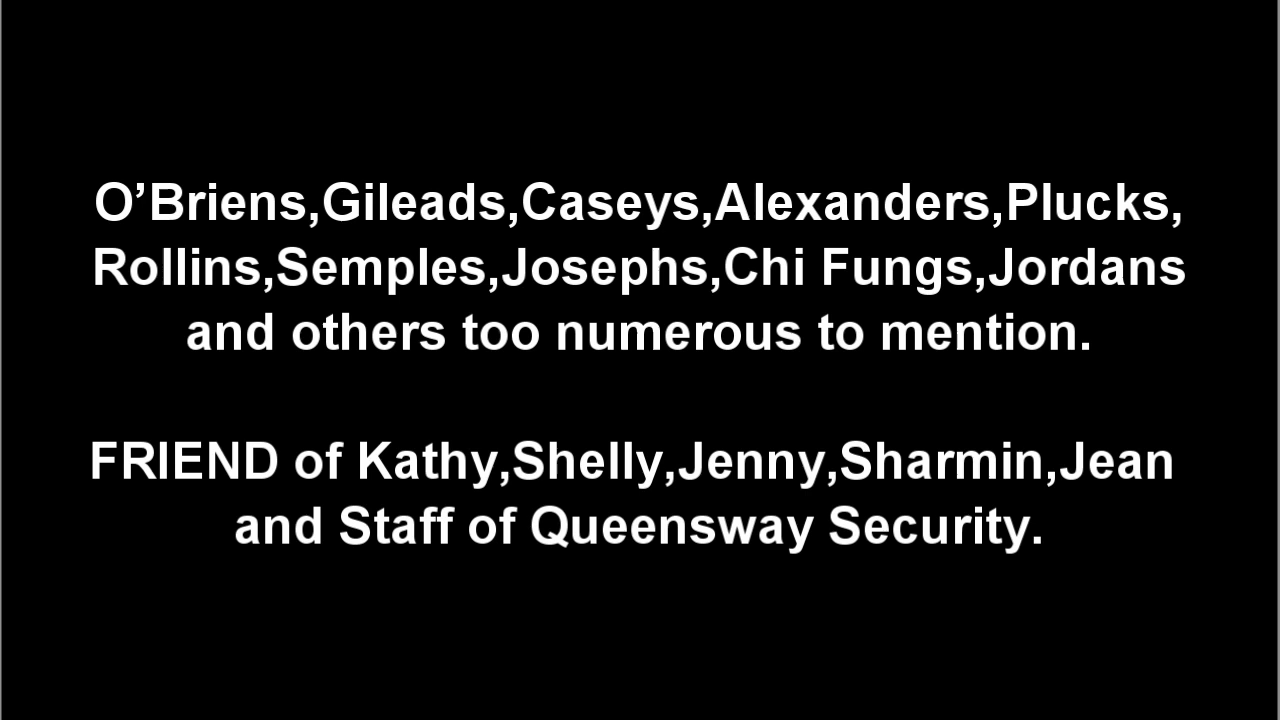 O’Briens,Gileads,Caseys,Alexanders,Plucks,
Rollins,Semples,Josephs,Chi Fungs,Jordans
and others too numerous to mention.
FRIEND of Kathy,Shelly,Jenny,Sharmin,Jean
and Staff of Queensway Security.